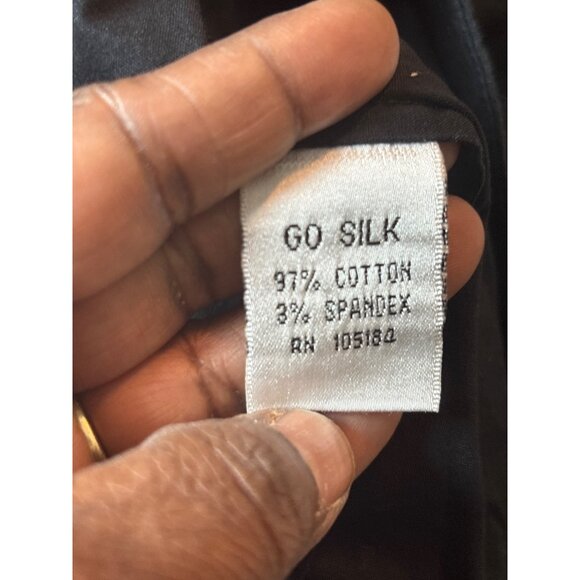 GO SILK
97% COTTON
3% SPANDEX
RN 105184